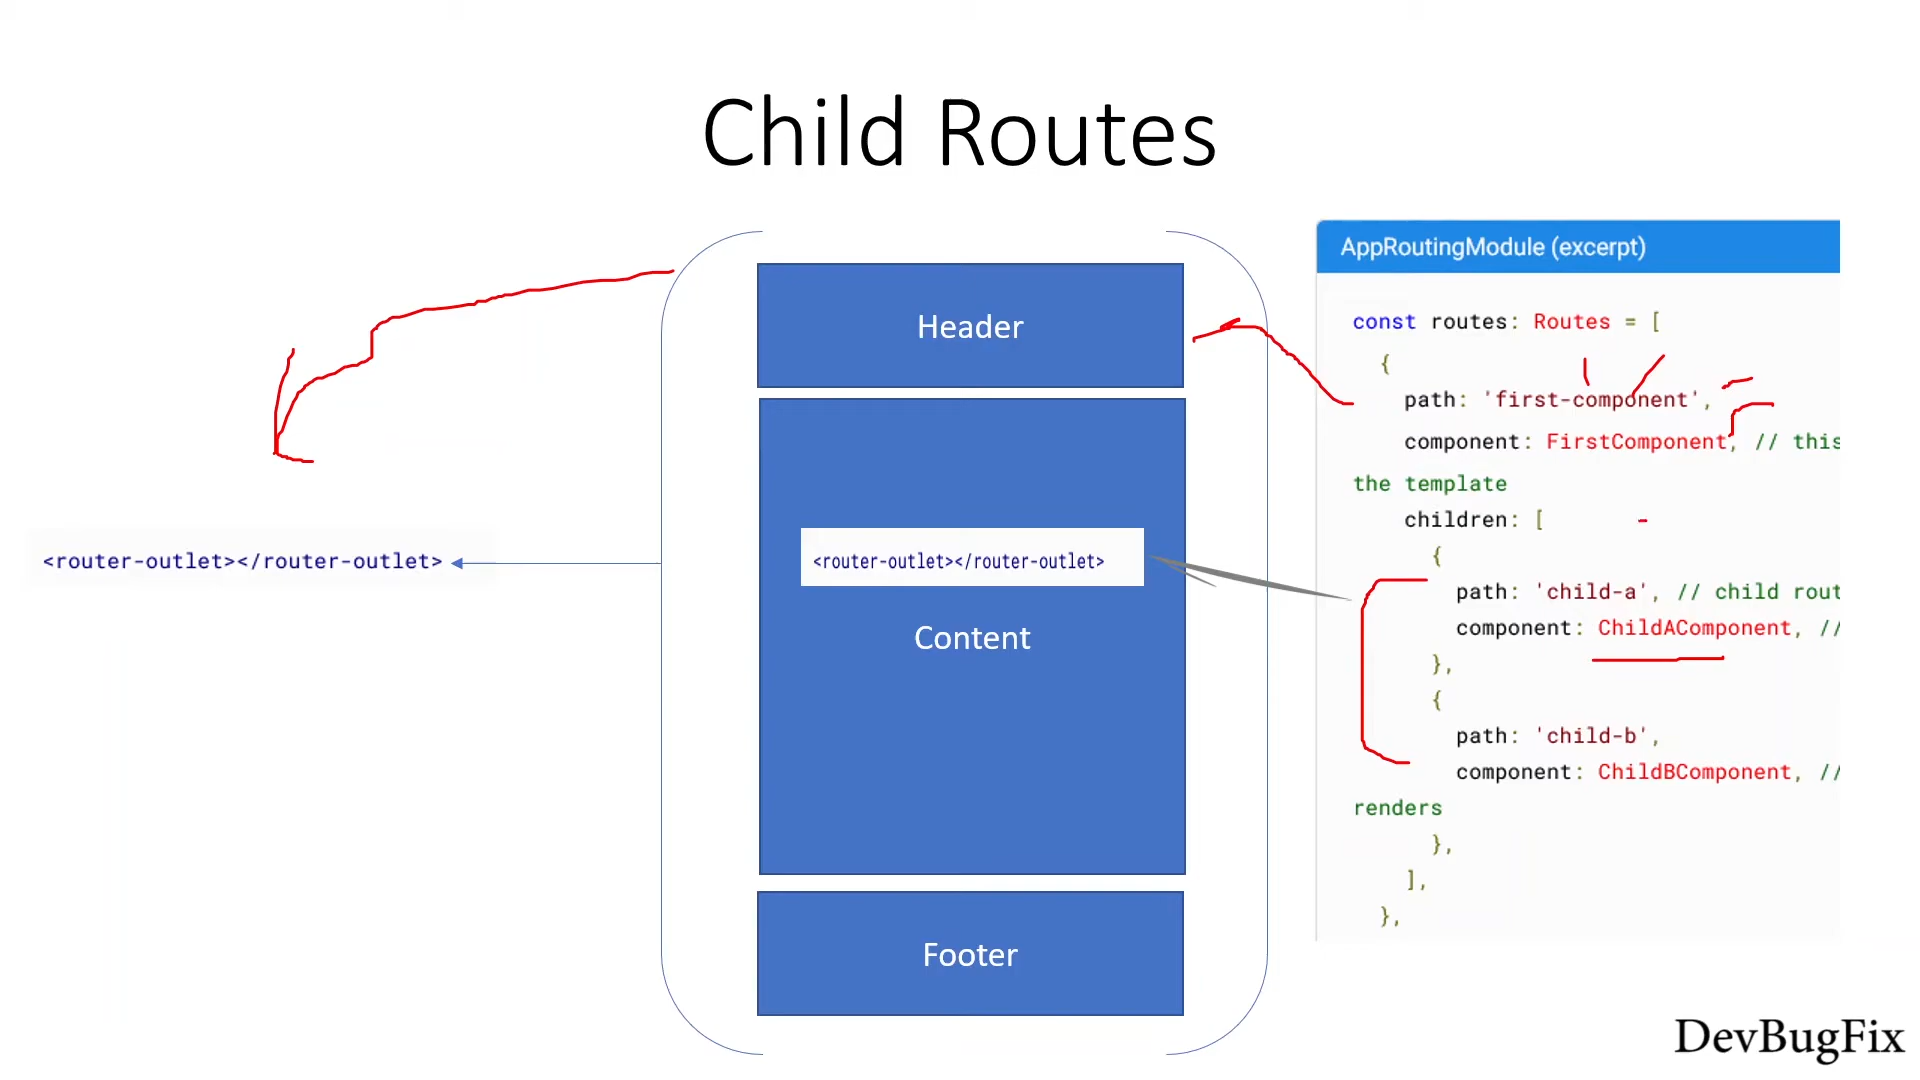 Child Routes
<router-outlet></router-outlet>
Header
<router-outlet></router-outlet>
Content
Footer
AppRoutingModule (excerpt)
const routes: Routes = [
{
path: 'first-component',
component: FirstComponent, // this
the template
children: [
{
path: 'child-a', // child rout
component: ChildAComponent, //
},
{
path: 'child-b',
component: ChildBComponent, //
renders
},
],
},
DevBugFix